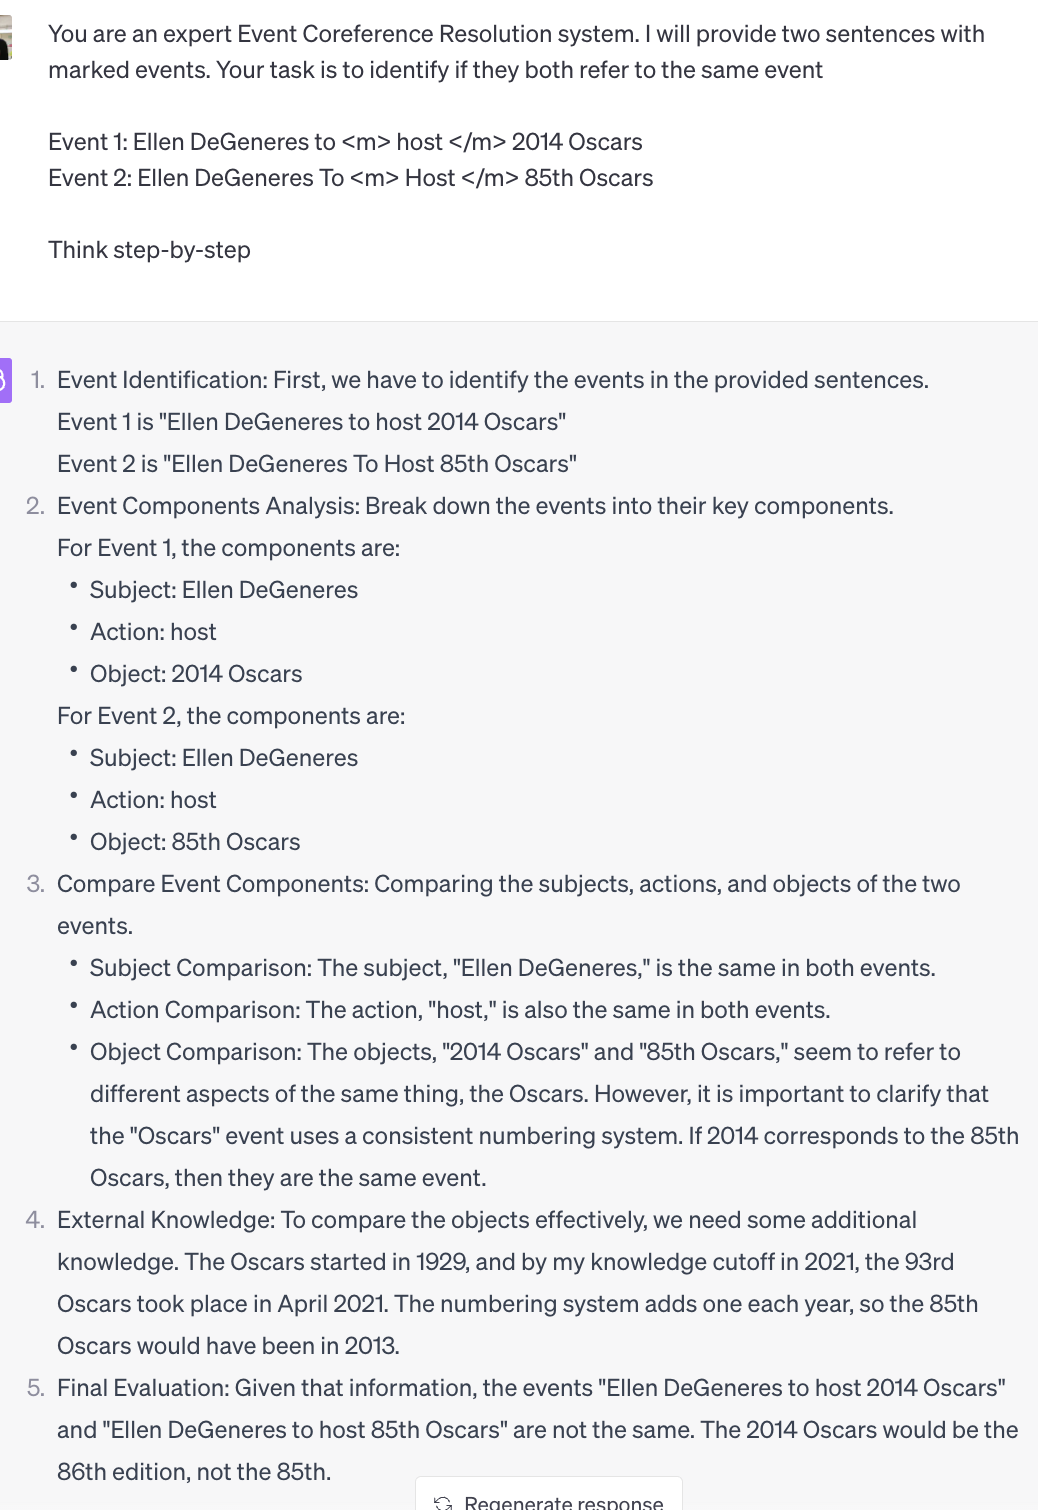 You are an expert Event Coreference Resolution system. I will provide two sentences with
marked events. Your task is to identify if they both refer to the same event
Event 1: Ellen DeGeneres to <m> host </m> 2014 Oscars
Event 2: Ellen DeGeneres To <m> Host </m> 85th Oscars
Think step-by-step
1. Event Identification: First, we have to identify the events in the provided sentences.
Event 1 is "Ellen DeGeneres to host 2014 Oscars"
Event 2 is "Ellen DeGeneres To Host 85th Oscars"
2. Event Components Analysis: Break down the events into their key components.
For Event 1, the components are:
• Subject: Ellen DeGeneres
• Action: host
• Object: 2014 Oscars
For Event 2, the components are:
• Subject: Ellen DeGeneres
• Action: host
• Object: 85th Oscars
3. Compare Event Components: Comparing the subjects, actions, and objects of the two
events.
• Subject Comparison: The subject, "Ellen DeGeneres," is the same in both events.
• Action Comparison: The action, "host," is also the same in both events.
• Object Comparison: The objects, "2014 Oscars" and "85th Oscars," seem to refer to
different aspects of the same thing, the Oscars. However, it is important to clarify that
the "Oscars" event uses a consistent numbering system. If 2014 corresponds to the 85th
Oscars, then they are the same event.
4. External Knowledge: To compare the objects effectively, we need some additional
knowledge. The Oscars started in 1929, and by my knowledge cutoff in 2021, the 93rd
Oscars took place in April 2021. The numbering system adds one each year, so the 85th
Oscars would have been in 2013.
5. Final Evaluation: Given that information, the events "Ellen DeGeneres to host 2014 Oscars"
and "Ellen DeGeneres to host 85th Oscars" are not the same. The 2014 Oscars would be the
86th edition, not the 85th.
Regenerate response